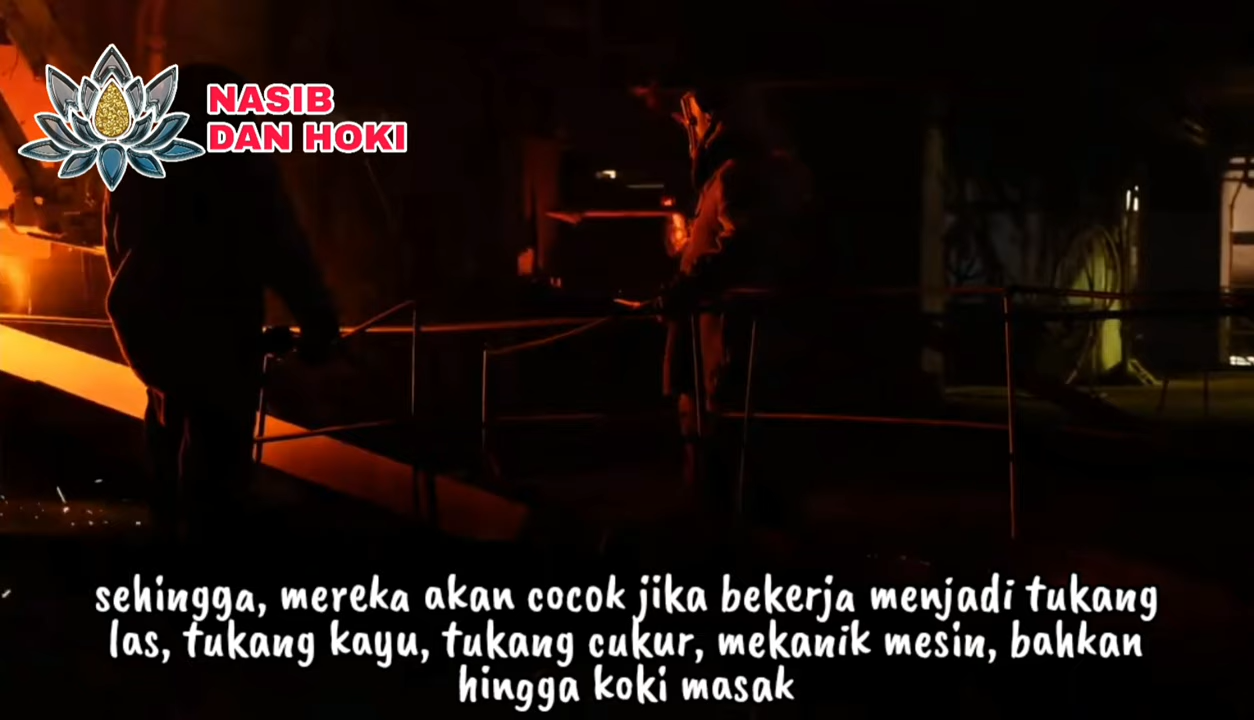 NASIB
DAN HOKI
sehingga, mereka akan cocok jika bekerja menjadi tukang
las, tukang kayu, tukang cukur, mekanik mesin, bahkan
hingga koki masak